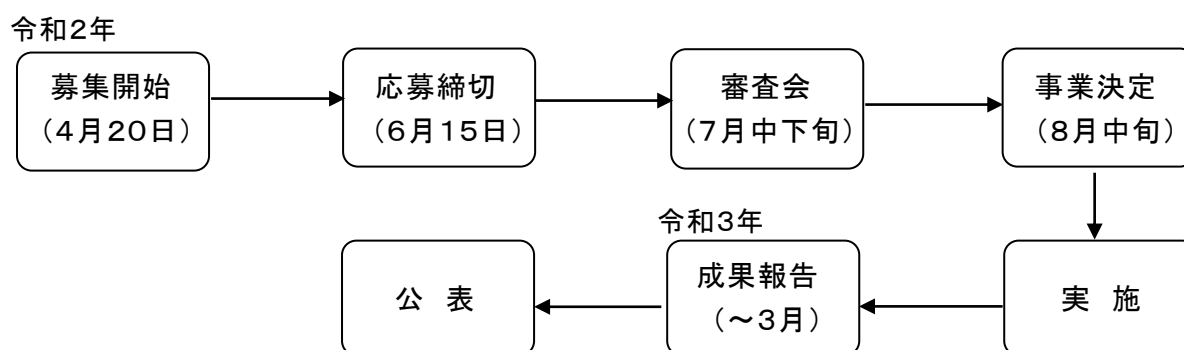 令和2年
募集開始
（4月20日）
応募締切
（6月15日）
審査会
（7月中下旬）
事業決定
（8月中旬）
実 施
令和3年
成果報告
（～3月）
公 表